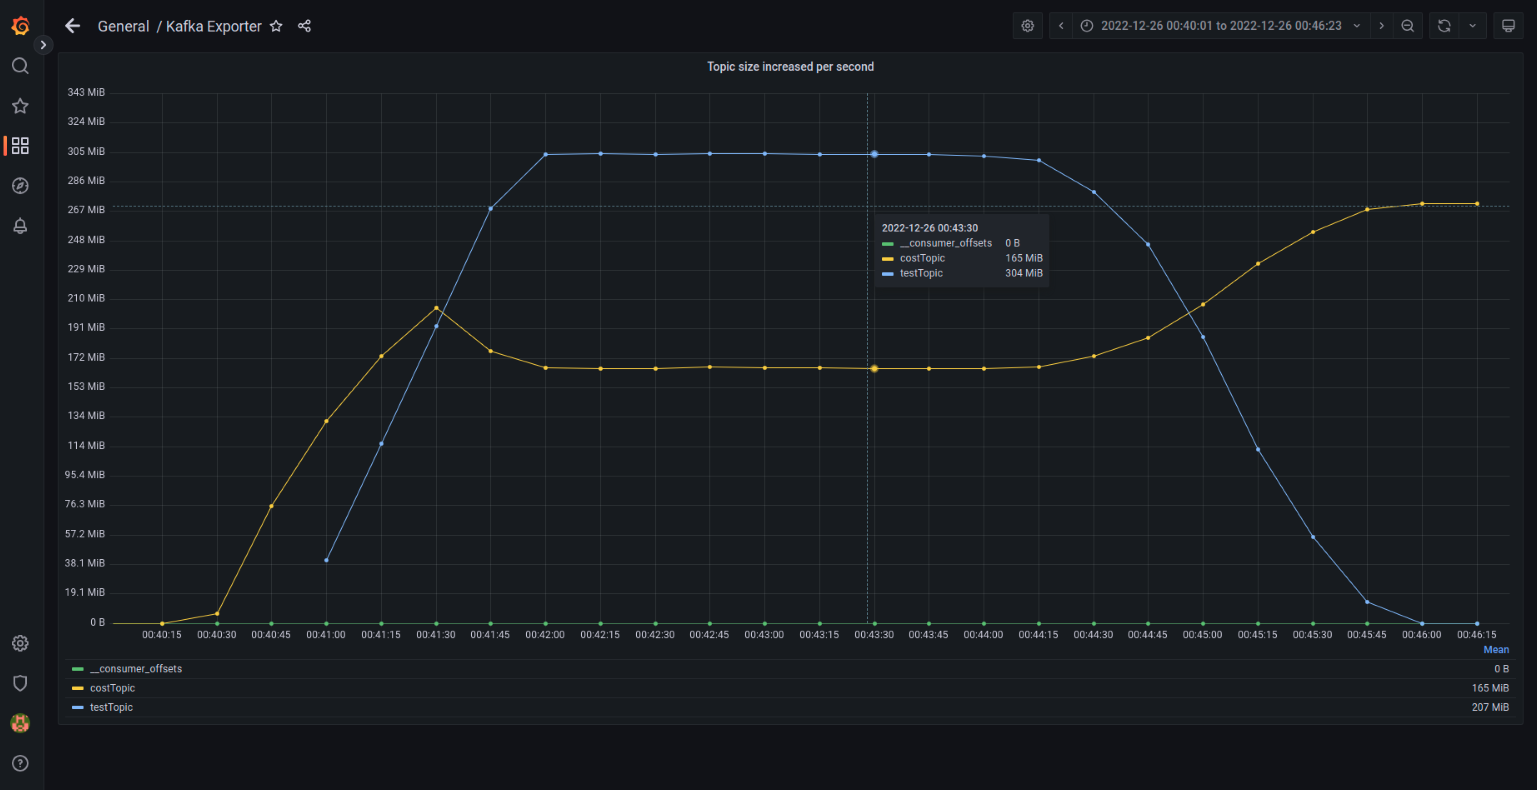 General / Kafka Exporter
2022-12-26 00:40:01 to 2022-12-26 00:46:23
Topic size increased per second
343 MiB
324 MiB
305 MiB
286 MiB
267 MiB
248 MiB
229 MiB
210 MiB
191 MiB
172 MiB
153 MiB
134 MiB
114 MiB
95.4 MiB
76.3 MiB
57.2 MiB
38.1 MiB
19.1 MiB
0 B
2022-12-26 00:43:30
__consumer_offsets 0 B
costTopic 165 MiB
testTopic 304 MiB
00:40:15 00:40:30 00:40:45 00:41:00 00:41:15 00:41:30 00:41:45 00:42:00 00:42:15 00:42:30 00:42:45 00:43:00 00:43:15 00:43:30 00:43:45 00:44:00 00:44:15 00:44:30 00:44:45 00:45:00 00:45:15 00:45:30 00:45:45 00:46:00 00:46:15
Mean
__consumer_offsets 0 B
costTopic 165 MiB
testTopic 207 MiB